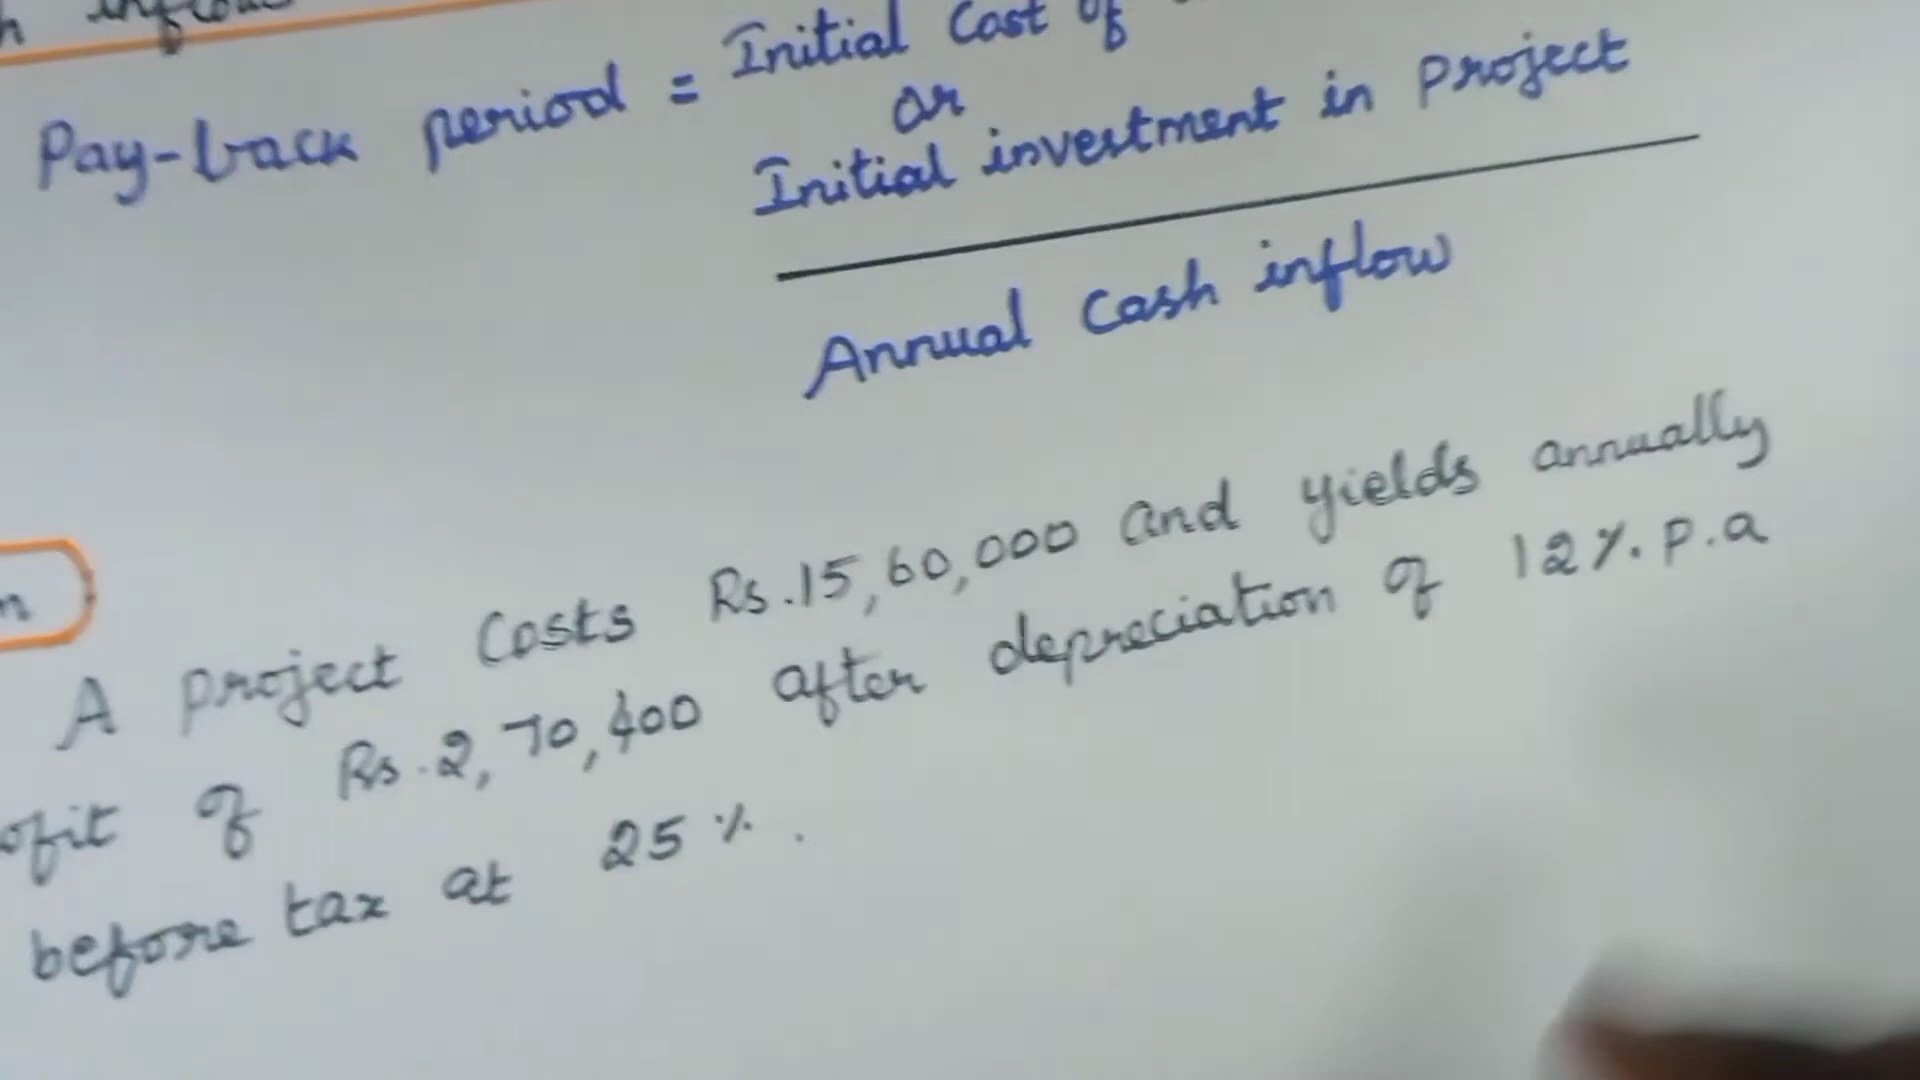 inflow
Pay-back period = Initial Cost of
or
Initial investment in project
Annual Cash inflow
A project Costs Rs.15,60,000 and yields annually
ofit of Rs.2,70,400 after depreciation of 12%.p.a
before tax at 25%.